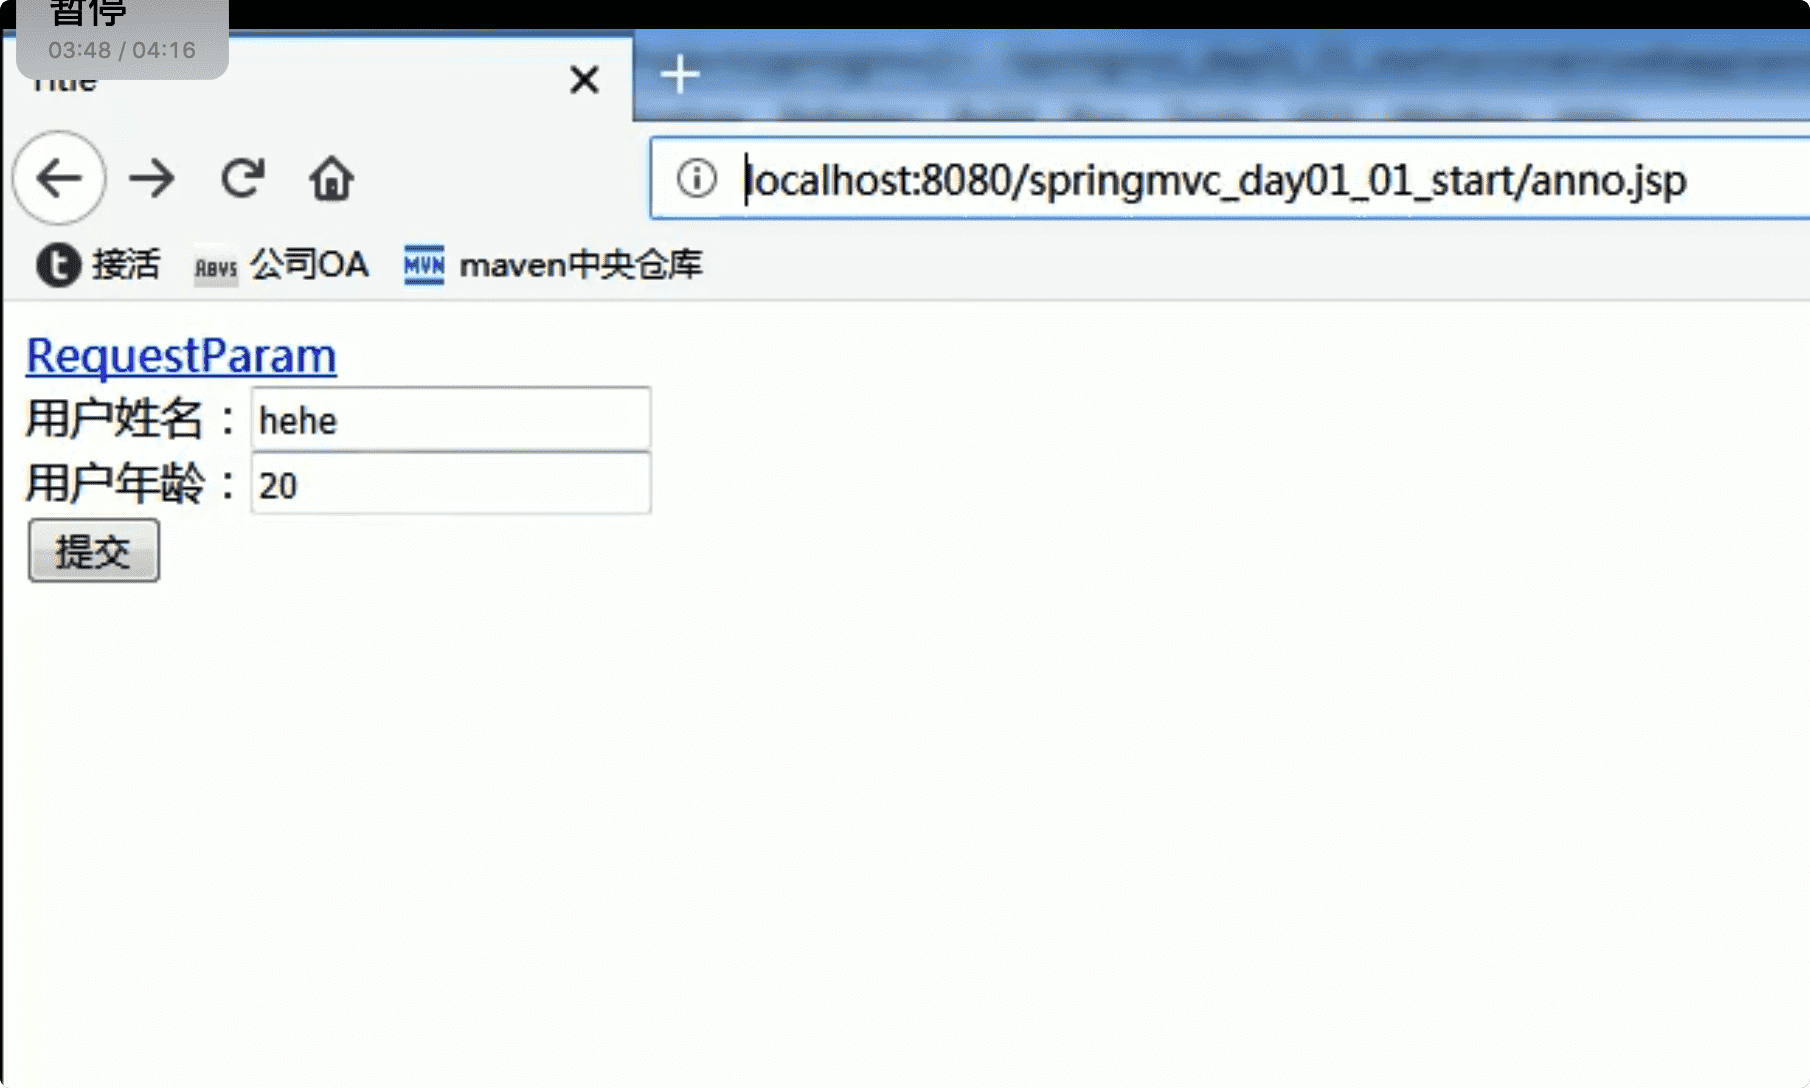 暂停
03:48 / 04:16
Title
localhost:8080/springmvc_day01_01_start/anno.jsp
t 接活 ABVS 公司OA MVN maven中央仓库
RequestParam
用户姓名：hehe
用户年龄：20
提交